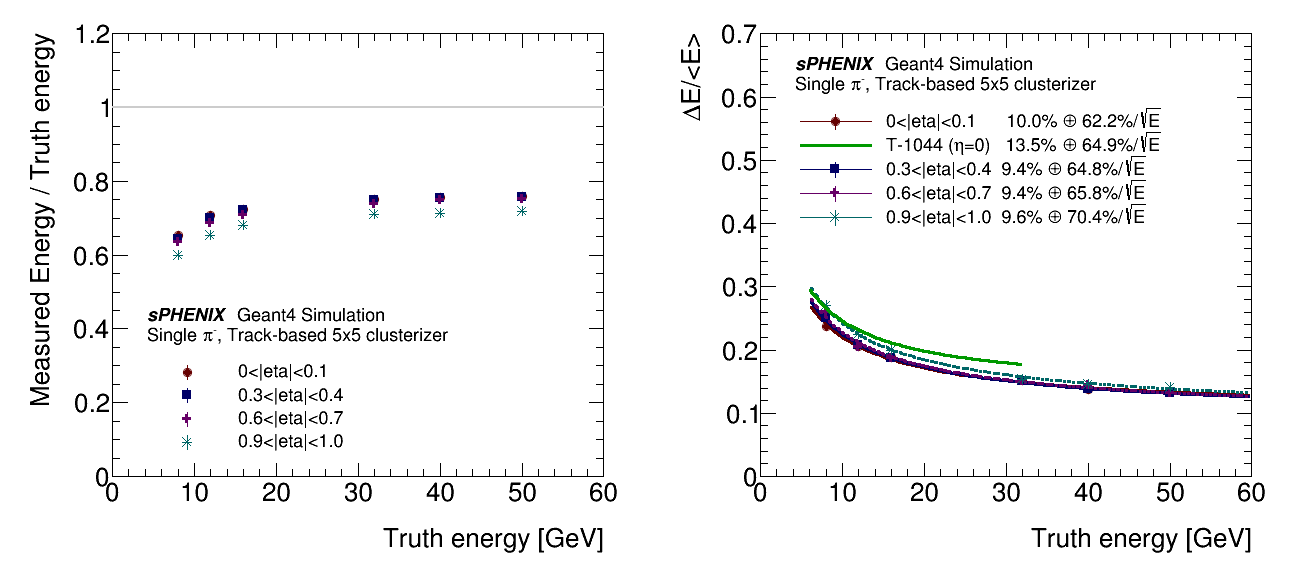 Measured Energy / Truth energy
1.2
1
0.8
0.6
0.4
0.2
0
sPHENIX Geant4 Simulation
Single π⁻, Track-based 5x5 clusterizer
0<|eta|<0.1
0.3<|eta|<0.4
0.6<|eta|<0.7
0.9<|eta|<1.0
0 10 20 30 40 50 60
Truth energy [GeV]
ΔE/<E>
0.7
0.6
0.5
0.4
0.3
0.2
0.1
0
sPHENIX Geant4 Simulation
Single π⁻, Track-based 5x5 clusterizer
0<|eta|<0.1 10.0% ⊕ 62.2%/√E
T-1044 (η=0) 13.5% ⊕ 64.9%/√E
0.3<|eta|<0.4 9.4% ⊕ 64.8%/√E
0.6<|eta|<0.7 9.4% ⊕ 65.8%/√E
0.9<|eta|<1.0 9.6% ⊕ 70.4%/√E
0 10 20 30 40 50 60
Truth energy [GeV]